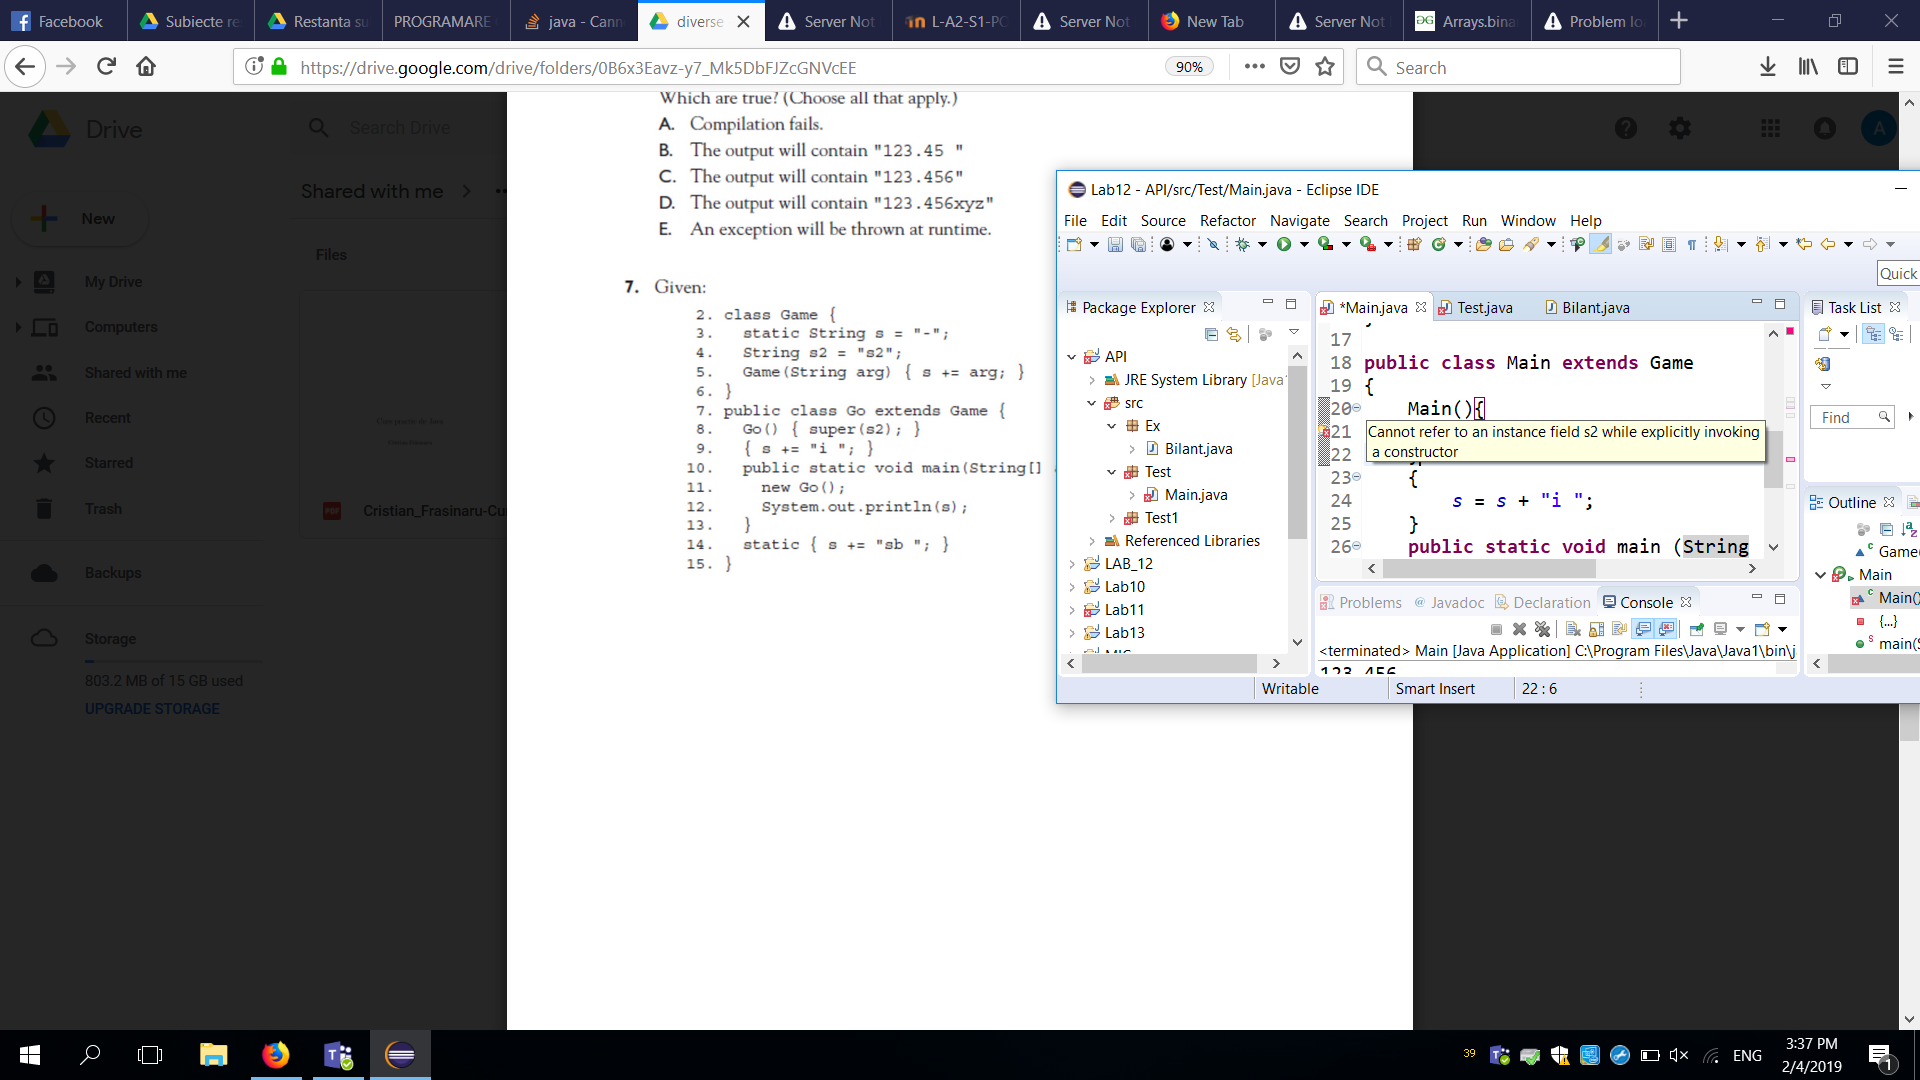 Facebook
Subiecte re
Restanta su
PROGRAMARE
java - Cann
diverse
Server Not
L-A2-S1-PC
Server Not
New Tab
Server Not
Arrays.bina
Problem lo
https://drive.google.com/drive/folders/0B6x3Eavz-y7_Mk5DbFJZcGNVcEE
90%
Search
Drive
Search Drive
New
Shared with me
Files
My Drive
Computers
Shared with me
Recent
Starred
Trash
Backups
Storage
803.2 MB of 15 GB used
UPGRADE STORAGE
PDF
Cristian_Frasinaru-Cu
A
Which are true? (Choose all that apply.)
A. Compilation fails.
B. The output will contain "123.45 "
C. The output will contain "123.456"
D. The output will contain "123.456xyz"
E. An exception will be thrown at runtime.
7. Given:
2. class Game {
3. static String s = "-";
4. String s2 = "s2";
5. Game(String arg) { s += arg; }
6. }
7. public class Go extends Game {
8. Go() { super(s2); }
9. { s += "i "; }
10. public static void main(String[]
11. new Go();
12. System.out.println(s);
13. }
14. static { s += "sb "; }
15. }
Lab12 - API/src/Test/Main.java - Eclipse IDE
File Edit Source Refactor Navigate Search Project Run Window Help
Quick
Package Explorer
API
JRE System Library [Java
src
Ex
Bilant.java
Test
Main.java
Test1
Referenced Libraries
LAB_12
Lab10
Lab11
Lab13
*Main.java
Test.java
Bilant.java
17
18 public class Main extends Game
19 {
20 Main(){
21
22
Cannot refer to an instance field s2 while explicitly invoking
a constructor
23 {
24 s = s + "i ";
25 }
26 public static void main (String
Task List
Find
Outline
Game(
Main
Main()
{...}
main(S
Problems
@ Javadoc
Declaration
Console
<terminated> Main [Java Application] C:\Program Files\Java\Java1\bin\j
123.456
Writable
Smart Insert
22 : 6
39
ENG
3:37 PM
2/4/2019
1